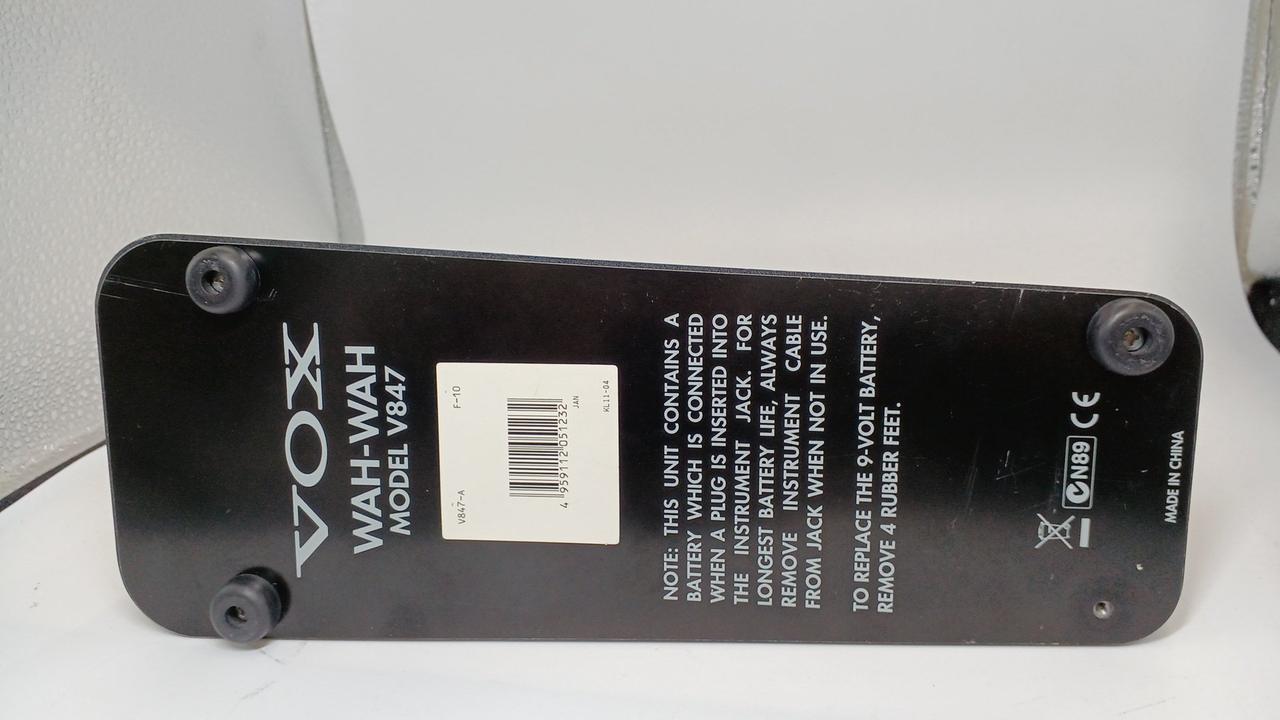 VOX
WAH-WAH
MODEL V847
V847-A
F-10
4 959112 051232
JAN
KL11-04
NOTE: THIS UNIT CONTAINS A
BATTERY WHICH IS CONNECTED
WHEN A PLUG IS INSERTED INTO
THE INSTRUMENT JACK. FOR
LONGEST BATTERY LIFE, ALWAYS
REMOVE INSTRUMENT CABLE
FROM JACK WHEN NOT IN USE.
TO REPLACE THE 9-VOLT BATTERY,
REMOVE 4 RUBBER FEET.
N89 CE
MADE IN CHINA